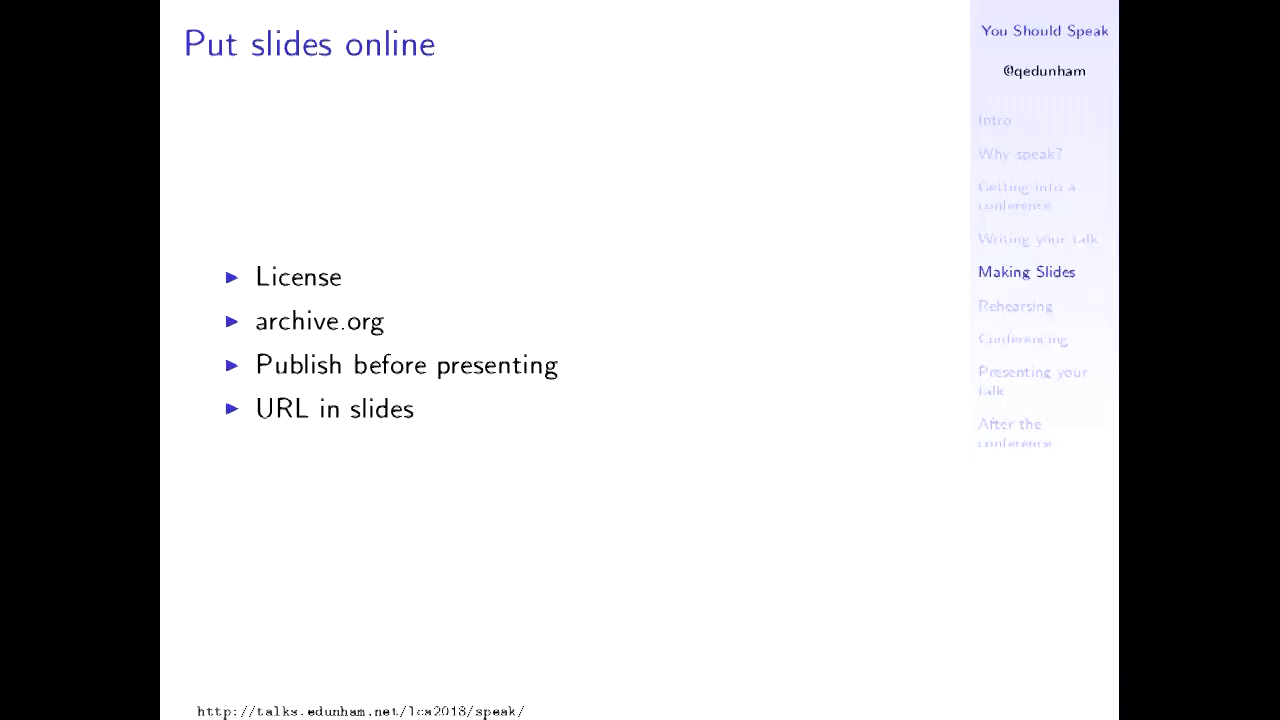 Put slides online
License
archive.org
Publish before presenting
URL in slides
http://talks.edunham.net/lca2018/speak/
You Should Speak
@qedunham
Intro
Why speak?
Getting into a
conference
Writing your talk
Making Slides
Rehearsing
Conferencing
Presenting your
talk
After the
conference